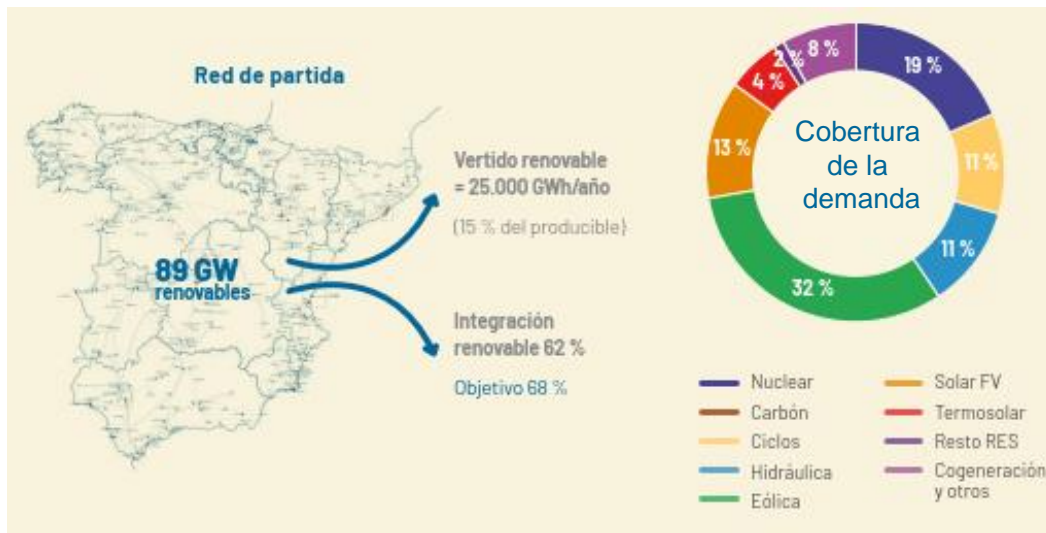 Red de partida
89 GW
renovables
Vertido renovable
= 25.000 GWh/año
(15 % del producible)
Integración
renovable 62 %
Objetivo 68 %
Cobertura
de la
demanda
19 %
11 %
11 %
32 %
13 %
4 %
2 %
8 %
Nuclear
Carbón
Ciclos
Hidráulica
Eólica
Solar FV
Termosolar
Resto RES
Cogeneración
y otros